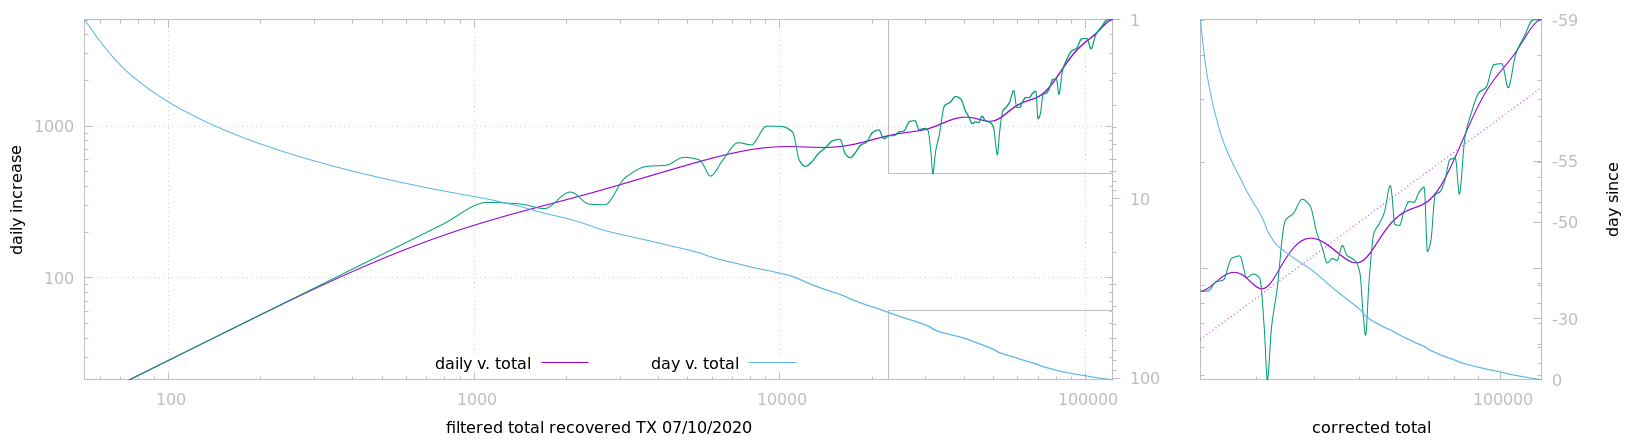 daily increase
1000
100
100
1000
10000
100000
filtered total recovered TX 07/10/2020
daily v. total
day v. total
1
10
100
100000
corrected total
-59
-55
-50
-30
0
day since